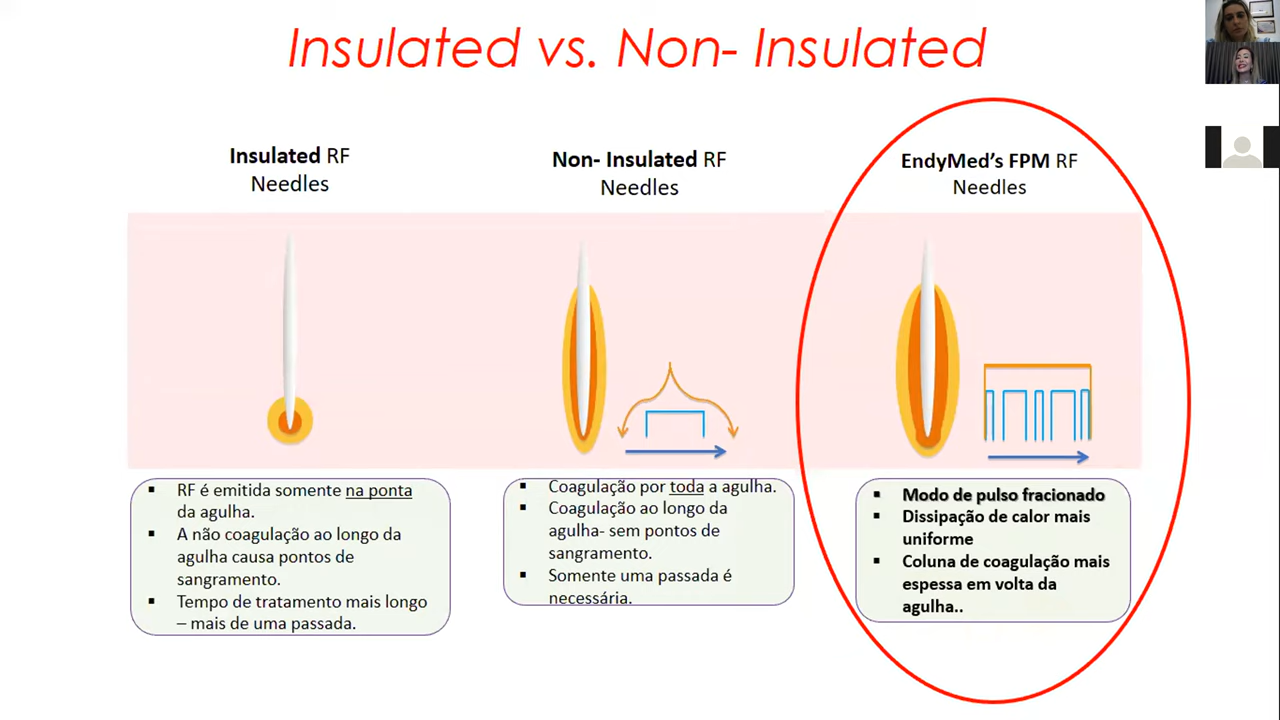 Insulated vs. Non- Insulated
Insulated RF
Needles
Non- Insulated RF
Needles
EndyMed's FPM RF
Needles
RF é emitida somente na ponta
da agulha.
A não coagulação ao longo da
agulha causa pontos de
sangramento.
Tempo de tratamento mais longo
– mais de uma passada.
Coagulação por toda a agulha.
Coagulação ao longo da
agulha- sem pontos de
sangramento.
Somente uma passada é
necessária.
Modo de pulso fracionado
Dissipação de calor mais
uniforme
Coluna de coagulação mais
espessa em volta da
agulha..